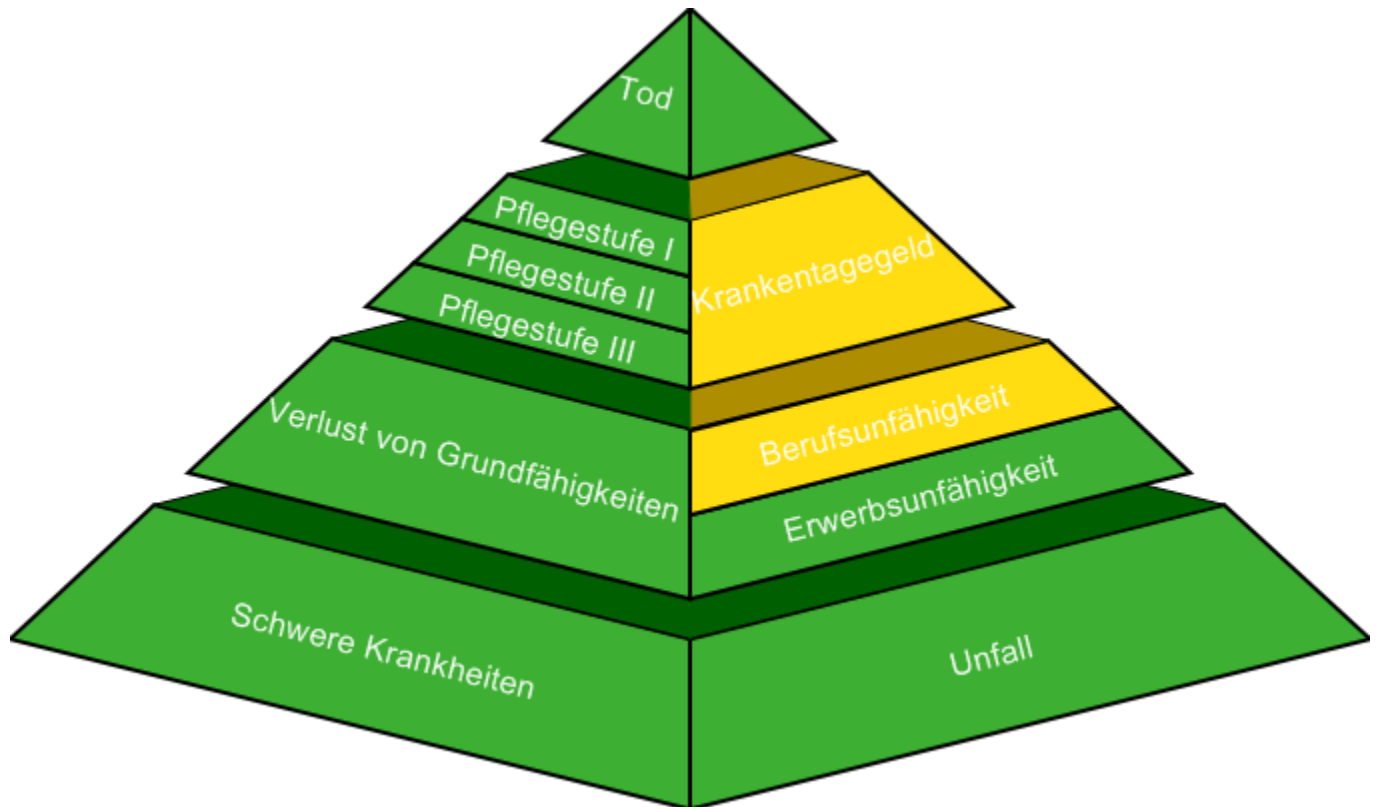 Tod
Pflegestufe I
Pflegestufe II
Pflegestufe III
Krankentagegeld
Verlust von Grundfähigkeiten
Berufsunfähigkeit
Erwerbsunfähigkeit
Schwere Krankheiten
Unfall